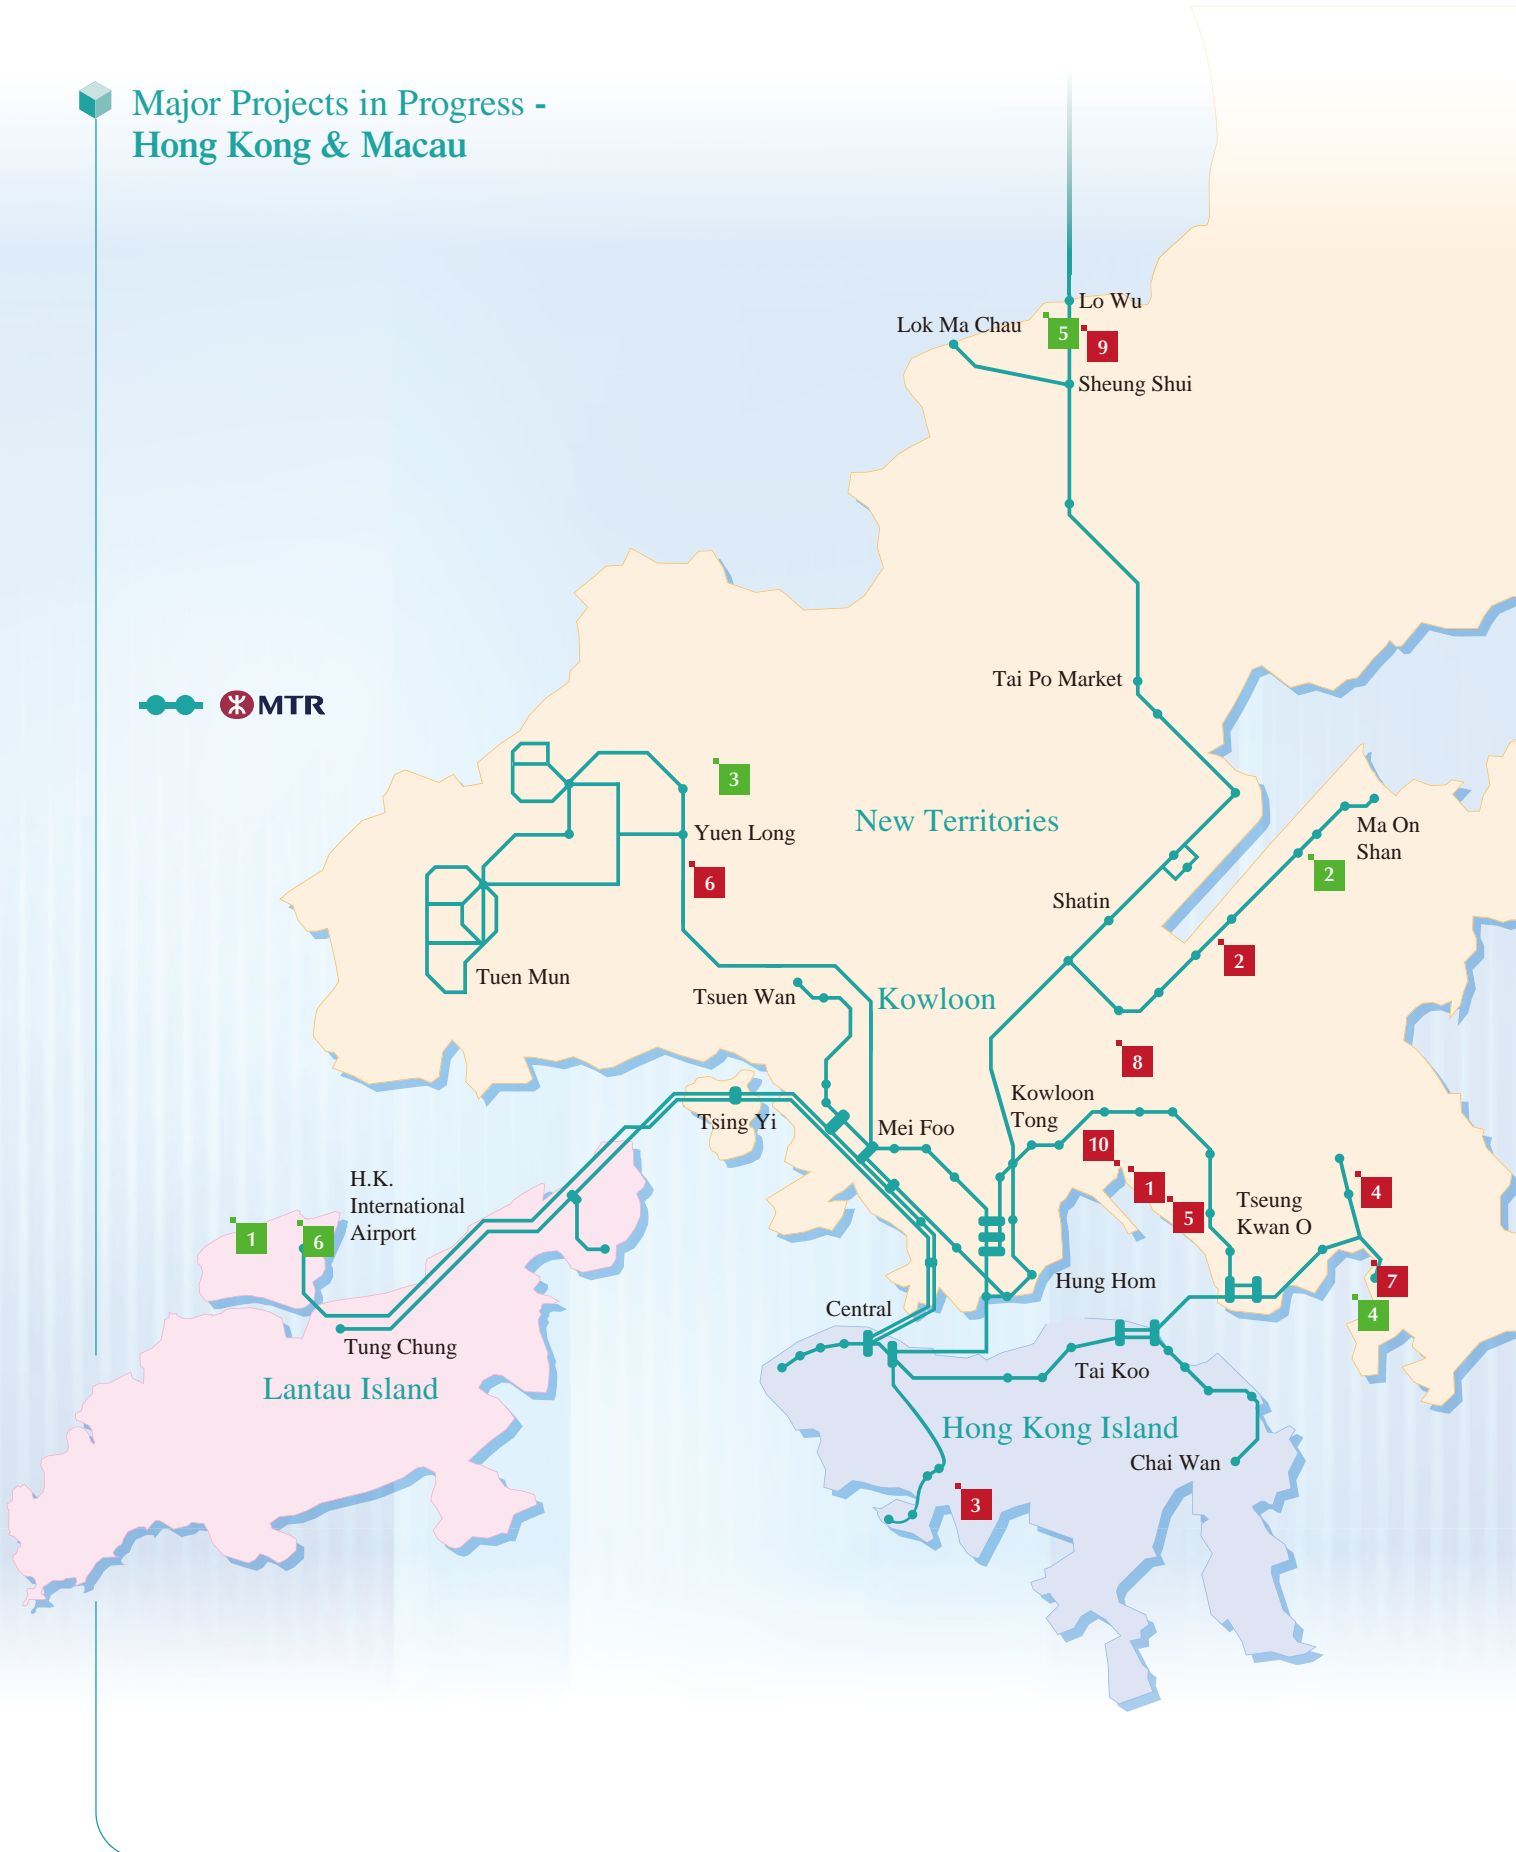 Major Projects in Progress -
Hong Kong & Macau
Lo Wu
Lok Ma Chau
5
9
Sheung Shui
Tai Po Market
MTR
3
New Territories
Yuen Long
Ma On
Shan
6
2
Shatin
2
Tuen Mun
Tsuen Wan
Kowloon
8
Kowloon
Tong
Tsing Yi
Mei Foo
10
H.K.
International
Airport
1
4
5
Tseung
Kwan O
1
6
Hung Hom
7
Central
4
Tung Chung
Tai Koo
Lantau Island
Hong Kong Island
Chai Wan
3